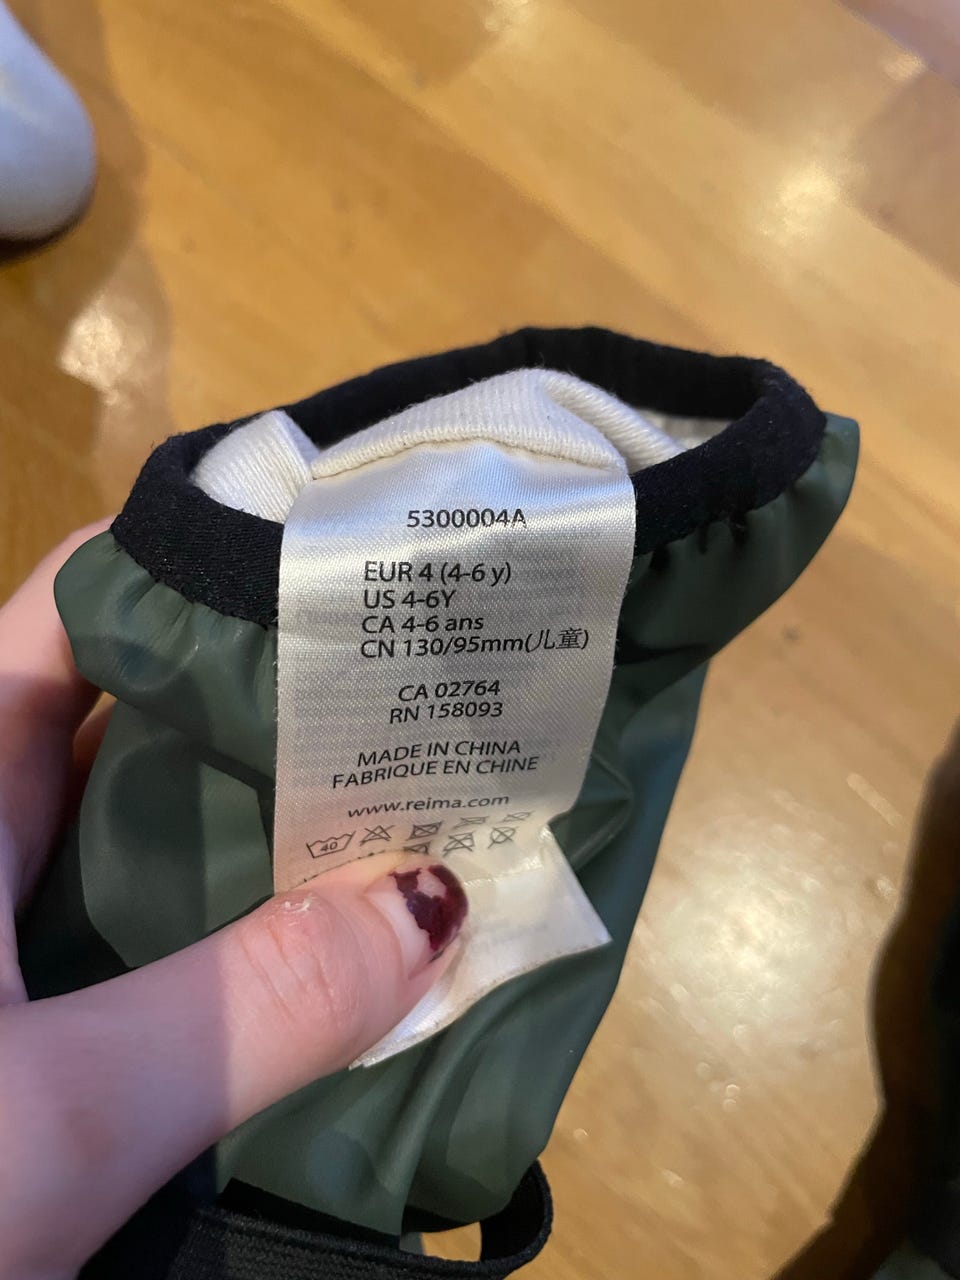 5300004A
EUR 4 (4-6 y)
US 4-6Y
CA 4-6 ans
CN 130/95mm(儿童)
CA 02764
RN 158093
MADE IN CHINA
FABRIQUE EN CHINE
www.reima.com
40